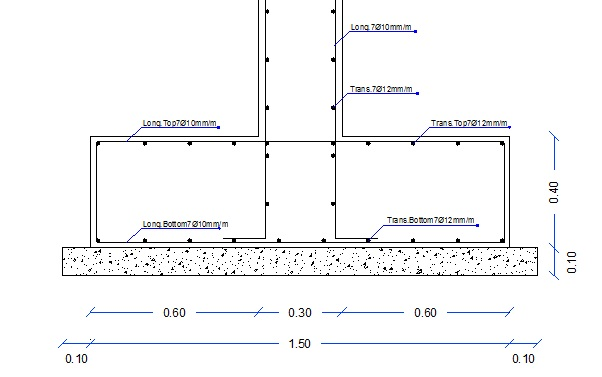 Long.7Ø10mm/m
Trans.7Ø12mm/m
Long.Top7Ø10mm/m
Trans.Top7Ø12mm/m
Long.Bottom7Ø10mm/m
Trans.Bottom7Ø12mm/m
0.40
0.10
0.60
0.30
0.60
1.50
0.10
0.10